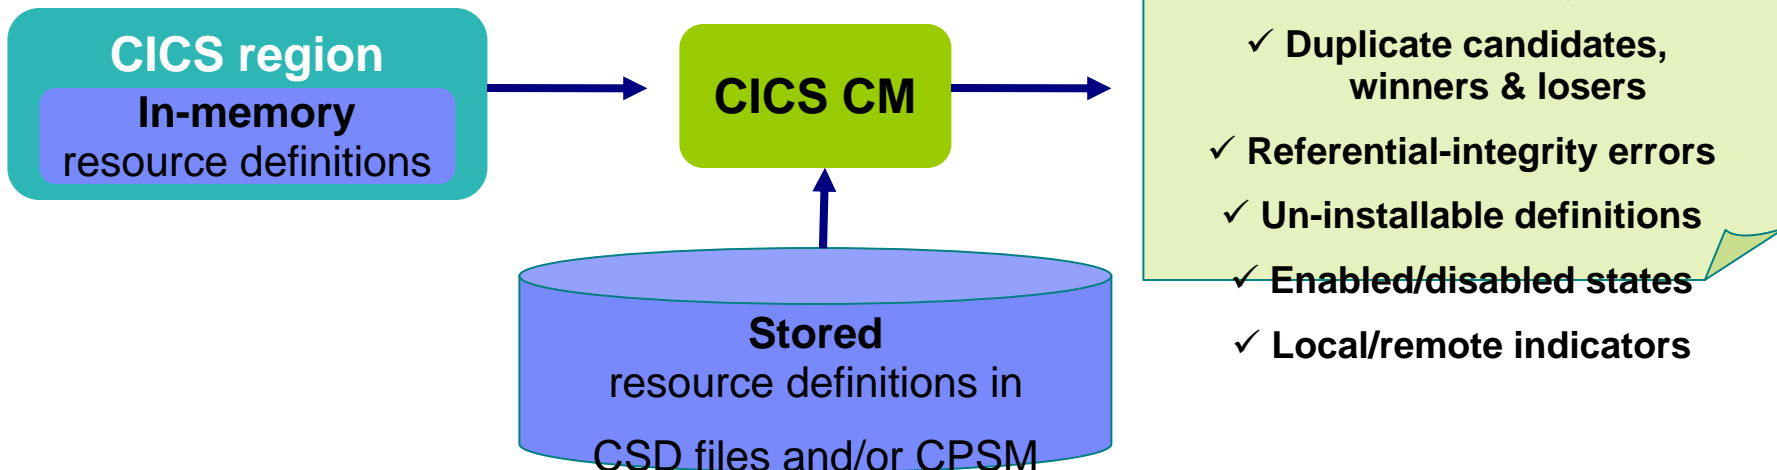 CICS region
In-memory
resource definitions
CICS CM
Stored
resource definitions in
CSD files and/or CPSM
✓ Duplicate candidates,
winners & losers
✓ Referential-integrity errors
✓ Un-installable definitions
✓ Enabled/disabled states
✓ Local/remote indicators